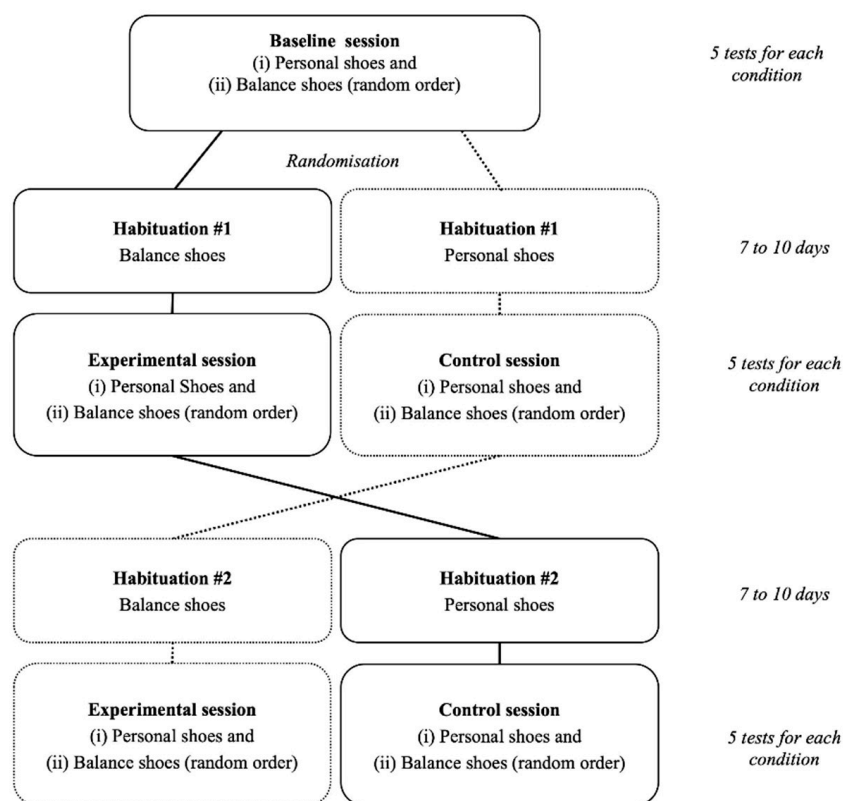 Baseline session
(i) Personal shoes and
(ii) Balance shoes (random order)
5 tests for each
condition
Randomisation
Habituation #1
Balance shoes
Habituation #1
Personal shoes
7 to 10 days
Experimental session
(i) Personal Shoes and
(ii) Balance shoes (random order)
Control session
(i) Personal shoes and
(ii) Balance shoes (random order)
5 tests for each
condition
Habituation #2
Balance shoes
Habituation #2
Personal shoes
7 to 10 days
Experimental session
(i) Personal shoes and
(ii) Balance shoes (random order)
Control session
(i) Personal shoes and
(ii) Balance shoes (random order)
5 tests for each
condition